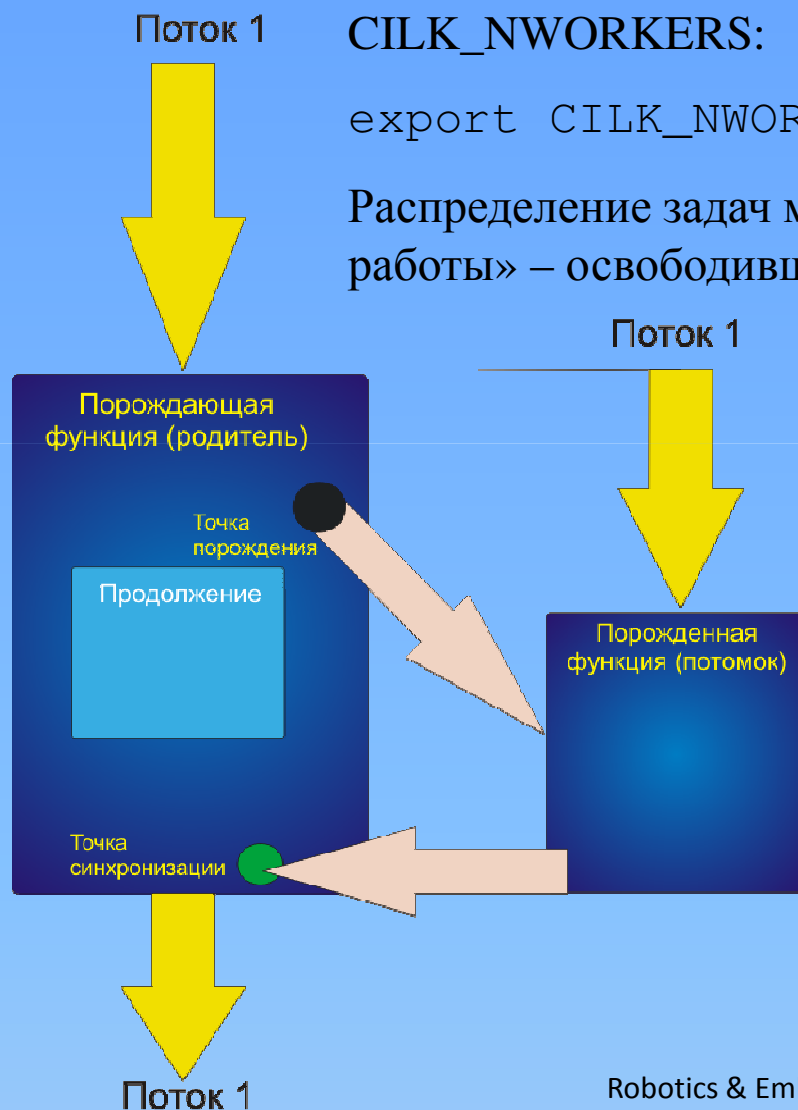 Поток 1
CILK_NWORKERS:
export CILK_NWOR
Распределение задач м
работы» – освободивш
Поток 1
Порождающая
функция (родитель)
Точка
порождения
Продолжение
Порожденная
функция (потомок)
Точка
синхронизации
Поток 1
Robotics & Em